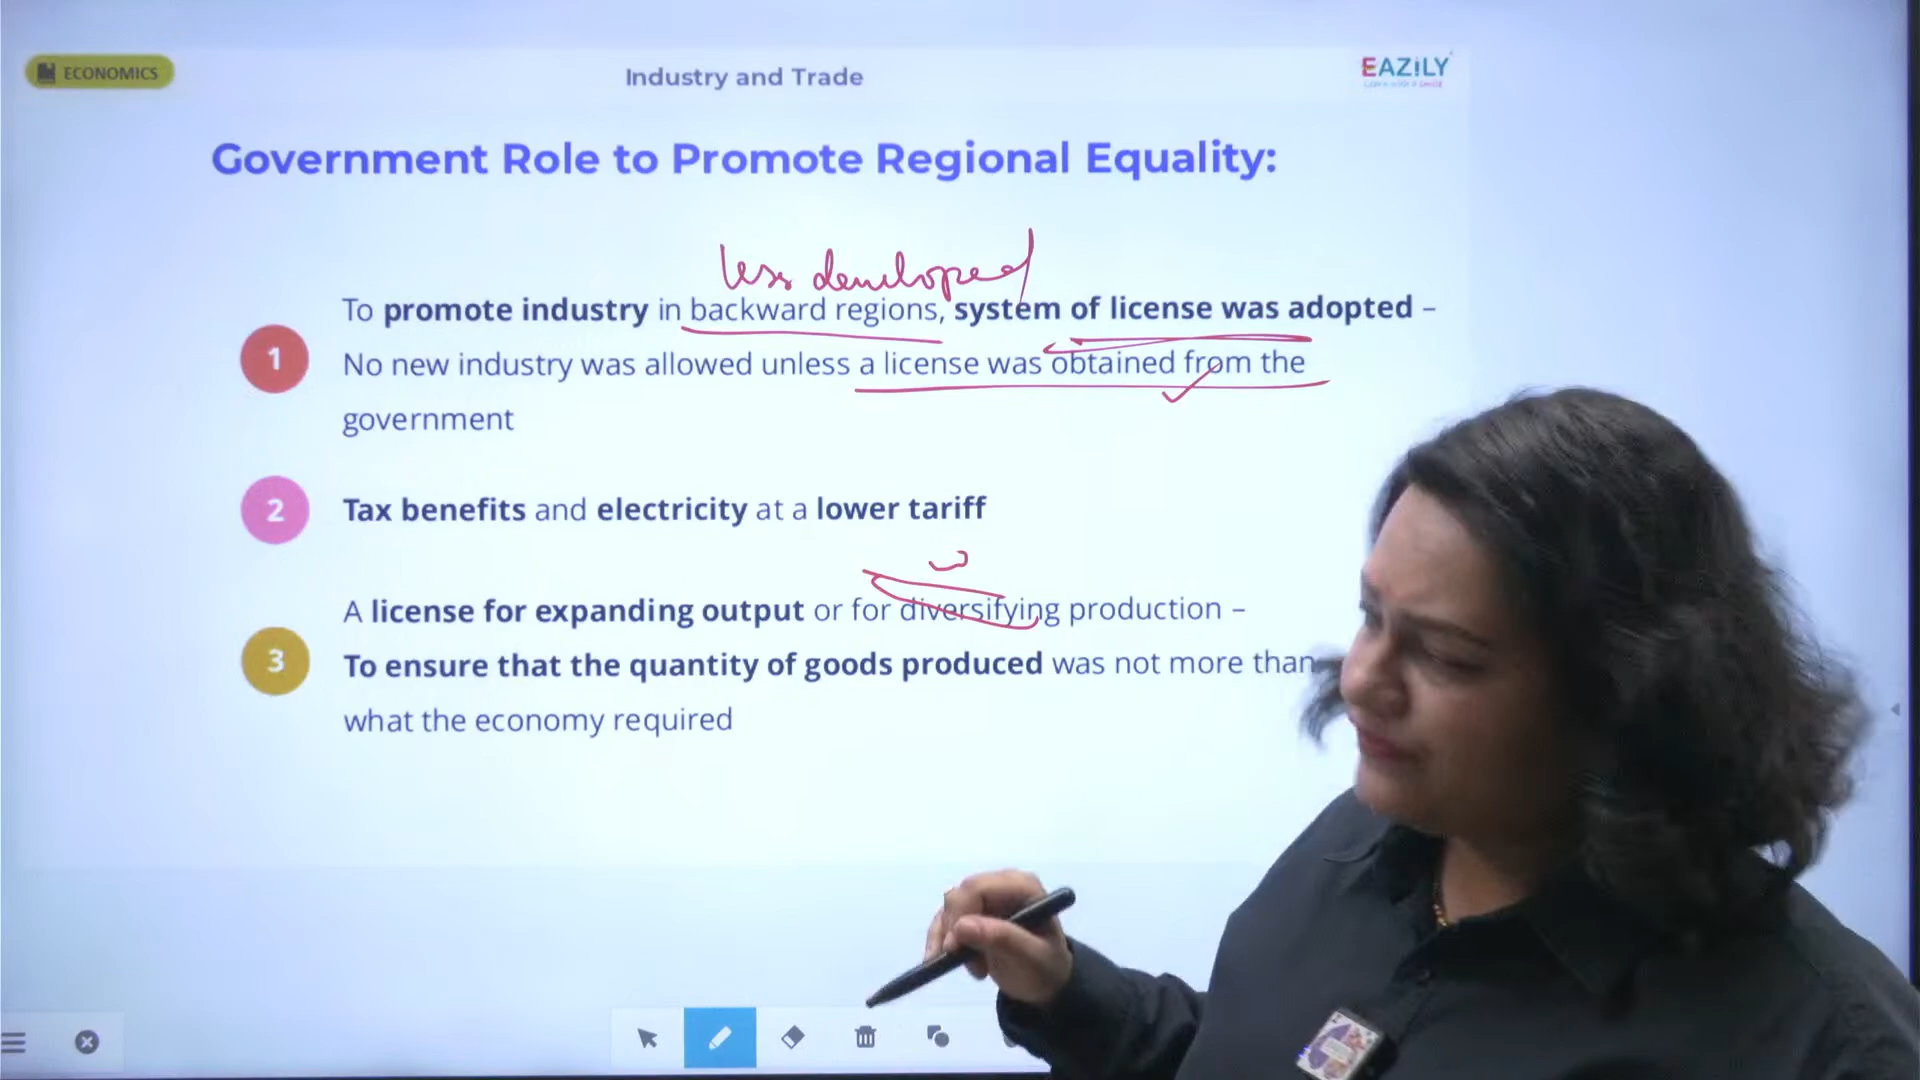 ECONOMICS
Industry and Trade
EAZiLY
Government Role to Promote Regional Equality:
less developed
To promote industry in backward regions, system of license was adopted –
1
No new industry was allowed unless a license was obtained from the
government
2
Tax benefits and electricity at a lower tariff
A license for expanding output or for diversifying production –
3
To ensure that the quantity of goods produced was not more than
what the economy required